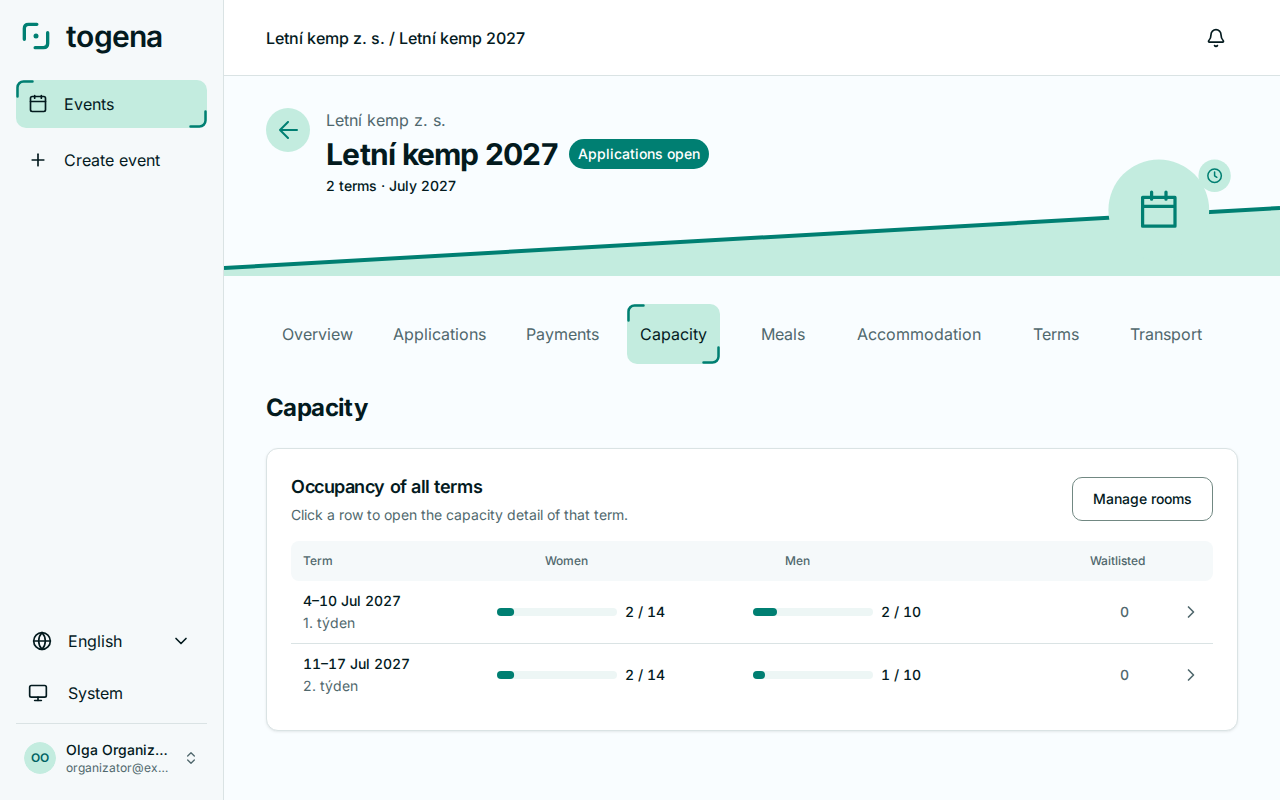 togena
Events
Create event
English
System
OO
Olga Organiz...
organizator@ex...
Letní kemp z. s. / Letní kemp 2027
Letní kemp z. s.
Letní kemp 2027
Applications open
2 terms · July 2027
Overview
Applications
Payments
Capacity
Meals
Accommodation
Terms
Transport
Capacity
Occupancy of all terms
Click a row to open the capacity detail of that term.
Manage rooms
Term Women Men Waitlisted
4–10 Jul 2027
1. týden
2 / 14 2 / 10 0
11–17 Jul 2027
2. týden
2 / 14 1 / 10 0